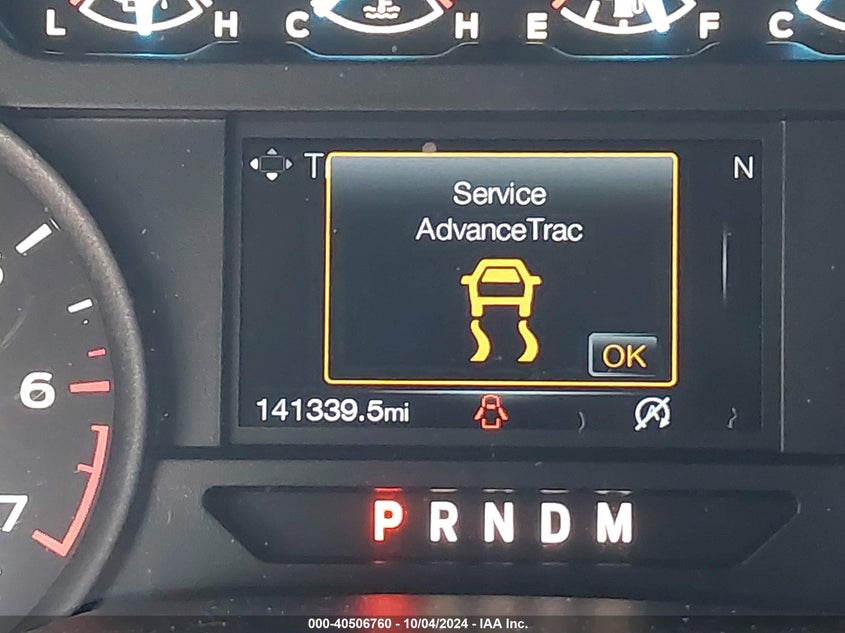 L H C H E F C
T N
Service
AdvanceTrac
OK
6
141339.5mi
7
P R N D M
000-40506760 - 10/04/2024 - IAA Inc.